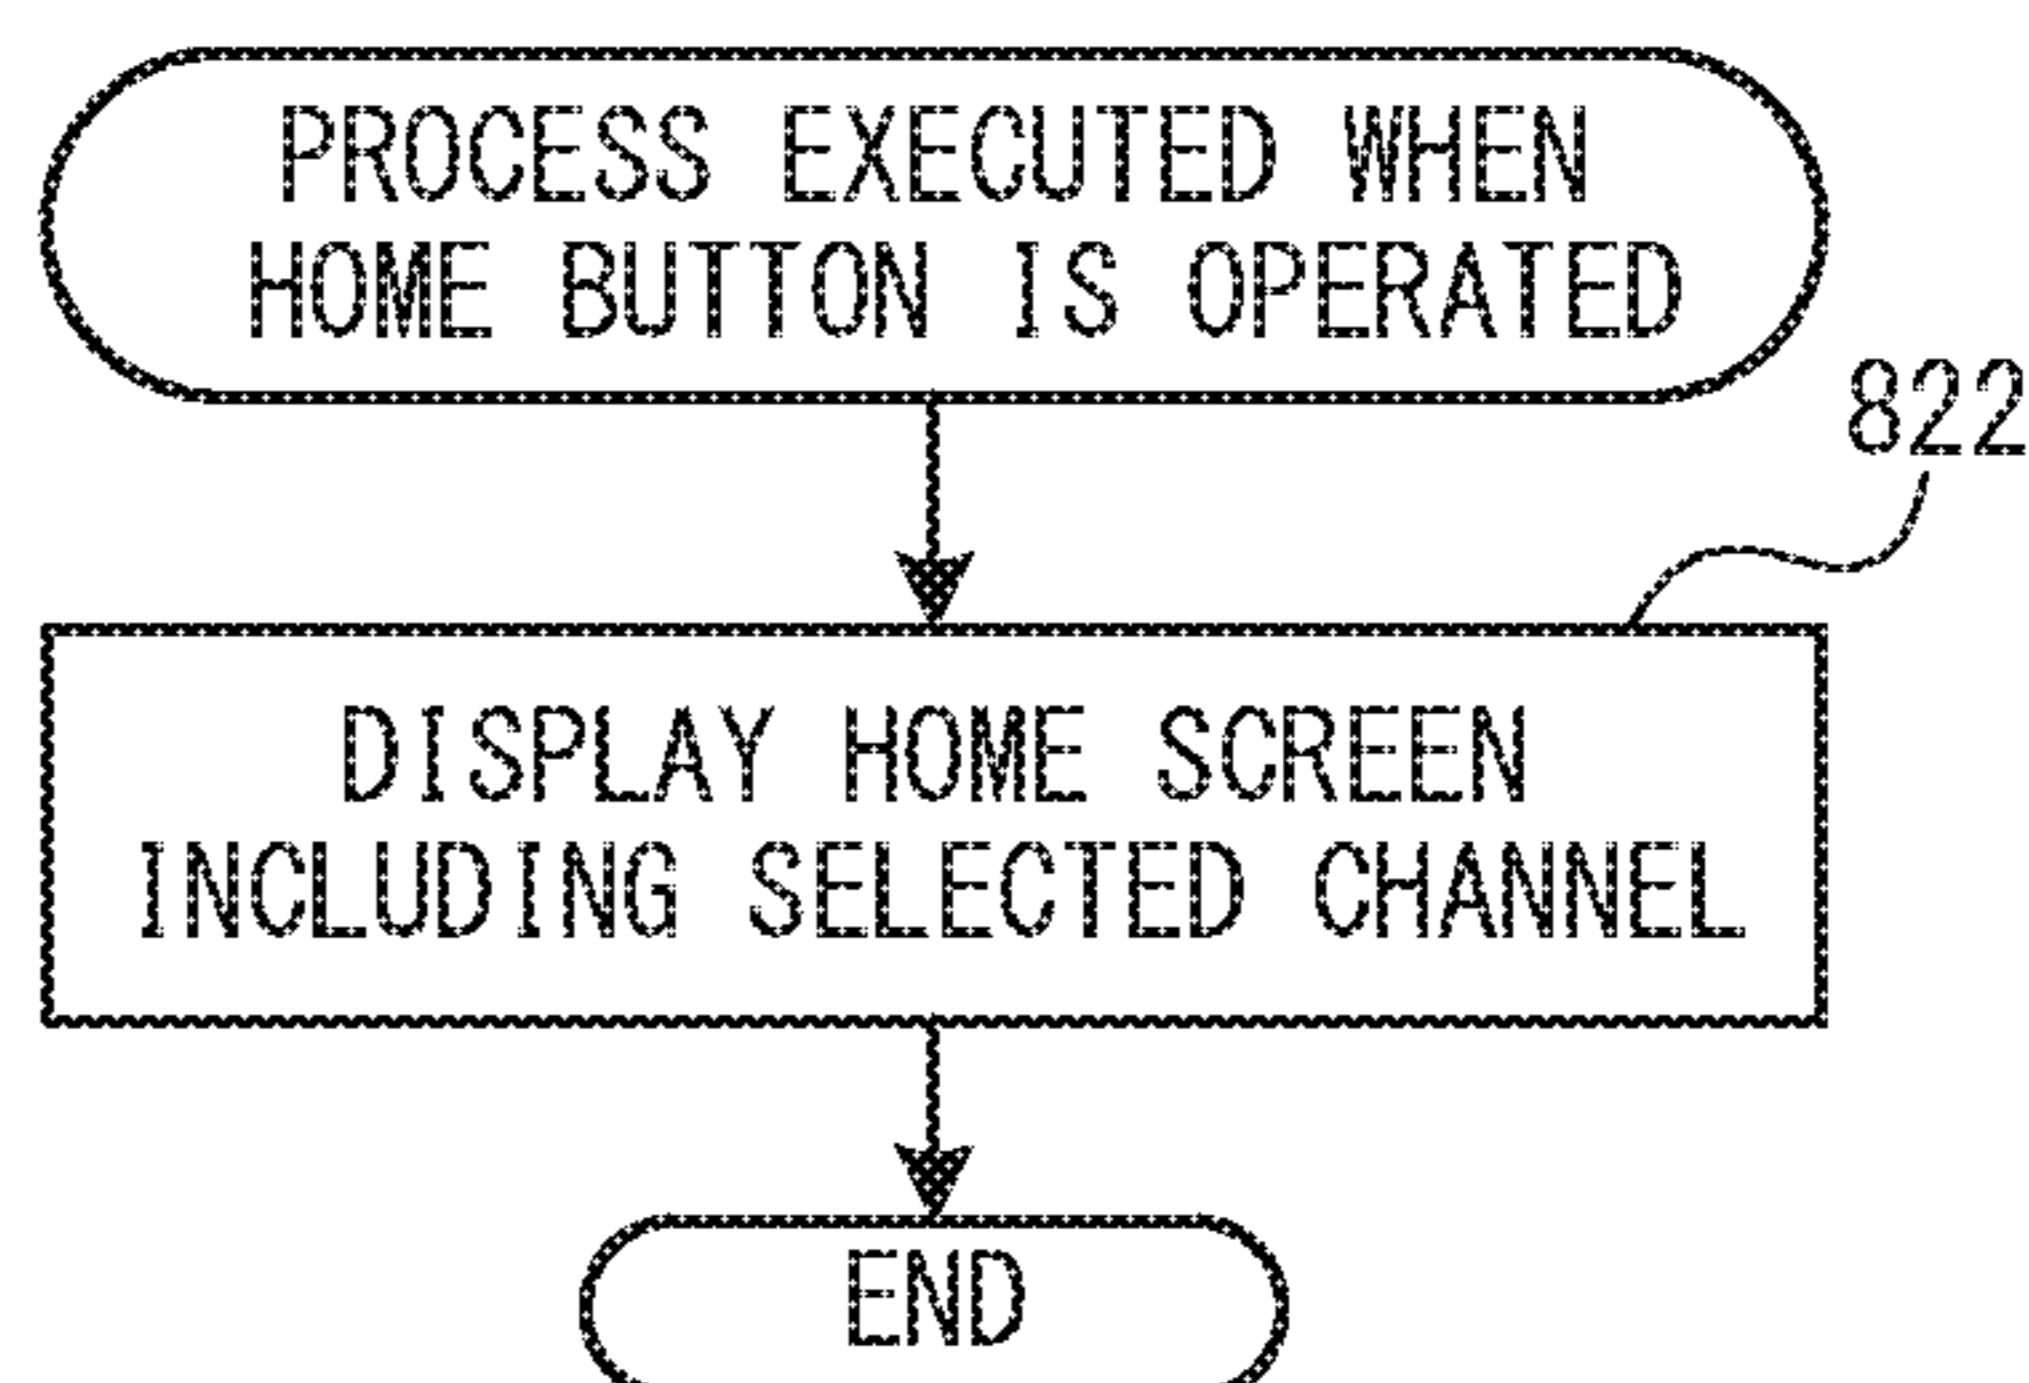 PROCESS EXECUTED WHEN
HOME BUTTON IS OPERATED
822
DISPLAY HOME SCREEN
INCLUDING SELECTED CHANNEL
END